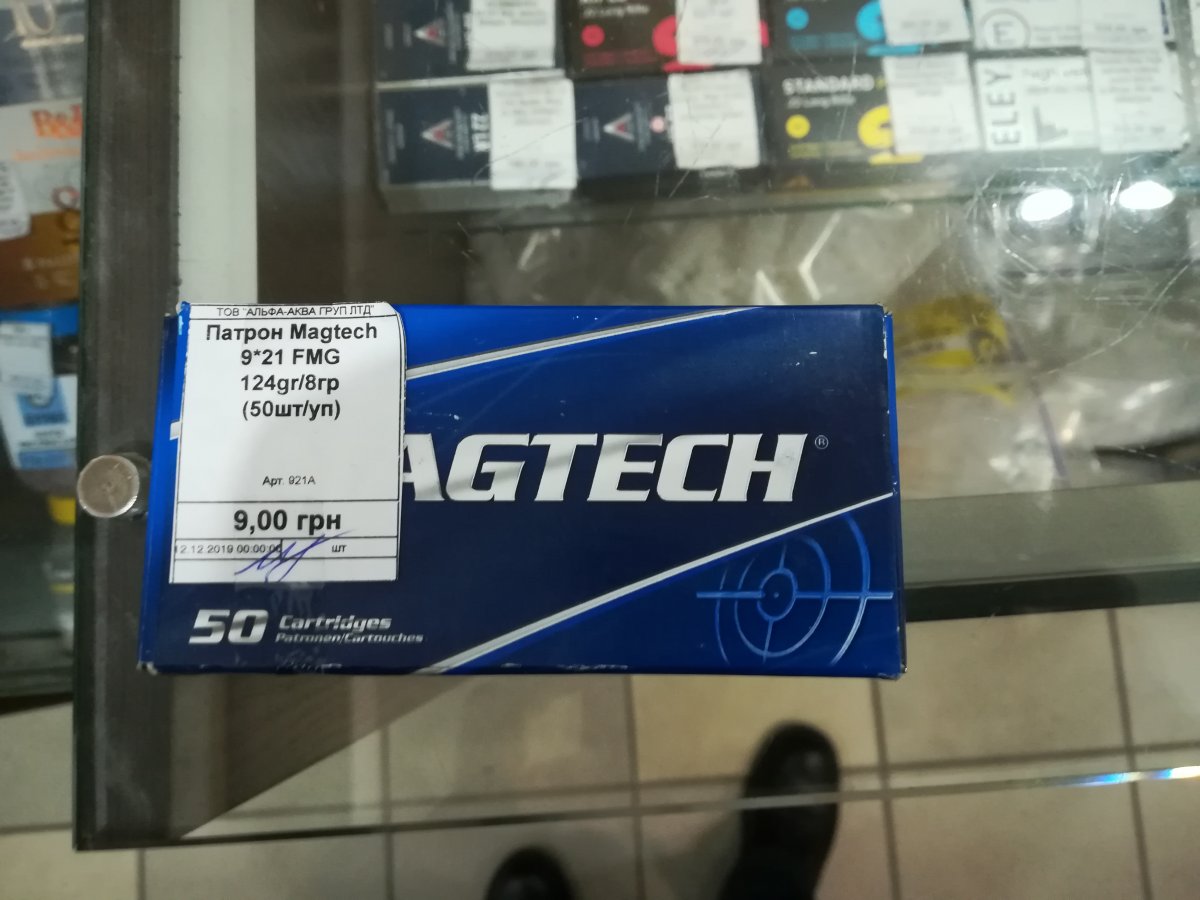 STANDARD
ELEY
ТОВ "АЛЬФА-АКВА ГРУП ЛТД"
Патрон Magtech
9*21 FMG
124gr/8гр
(50шт/уп)
Арт. 921А
9,00 грн
12.12.2019 00:00:00
шт
AGTECH®
50 Cartridges
Patronen/Cartouches